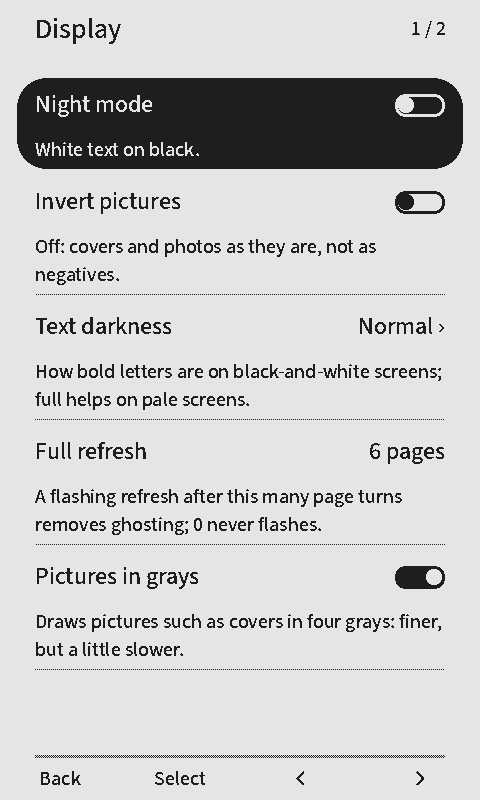 Display
1 / 2
Night mode
White text on black.
Invert pictures
Off: covers and photos as they are, not as
negatives.
Text darkness
Normal ›
How bold letters are on black-and-white screens;
full helps on pale screens.
Full refresh
6 pages
A flashing refresh after this many page turns
removes ghosting; 0 never flashes.
Pictures in grays
Draws pictures such as covers in four grays: finer,
but a little slower.
Back
Select